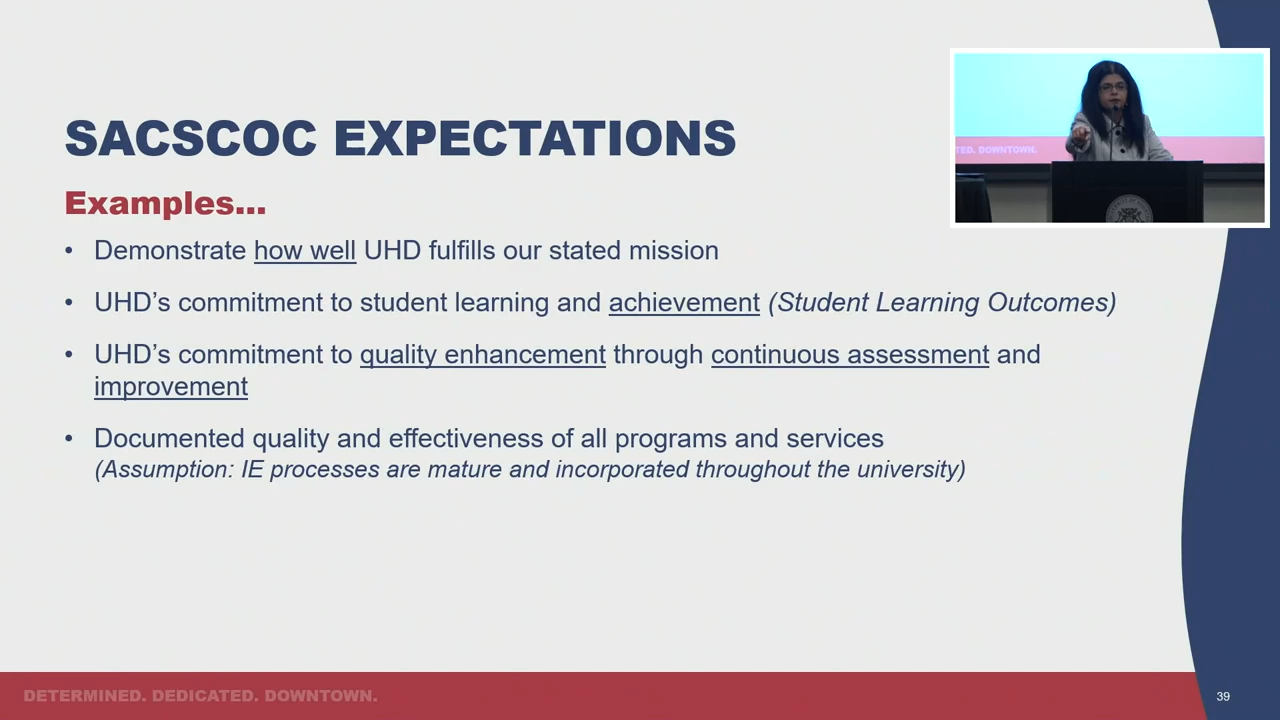 SACSCOC EXPECTATIONS
Examples...
• Demonstrate how well UHD fulfills our stated mission
• UHD’s commitment to student learning and achievement (Student Learning Outcomes)
• UHD’s commitment to quality enhancement through continuous assessment and
improvement
• Documented quality and effectiveness of all programs and services
(Assumption: IE processes are mature and incorporated throughout the university)
TED. DOWNTOWN.
DETERMINED. DEDICATED. DOWNTOWN.
39